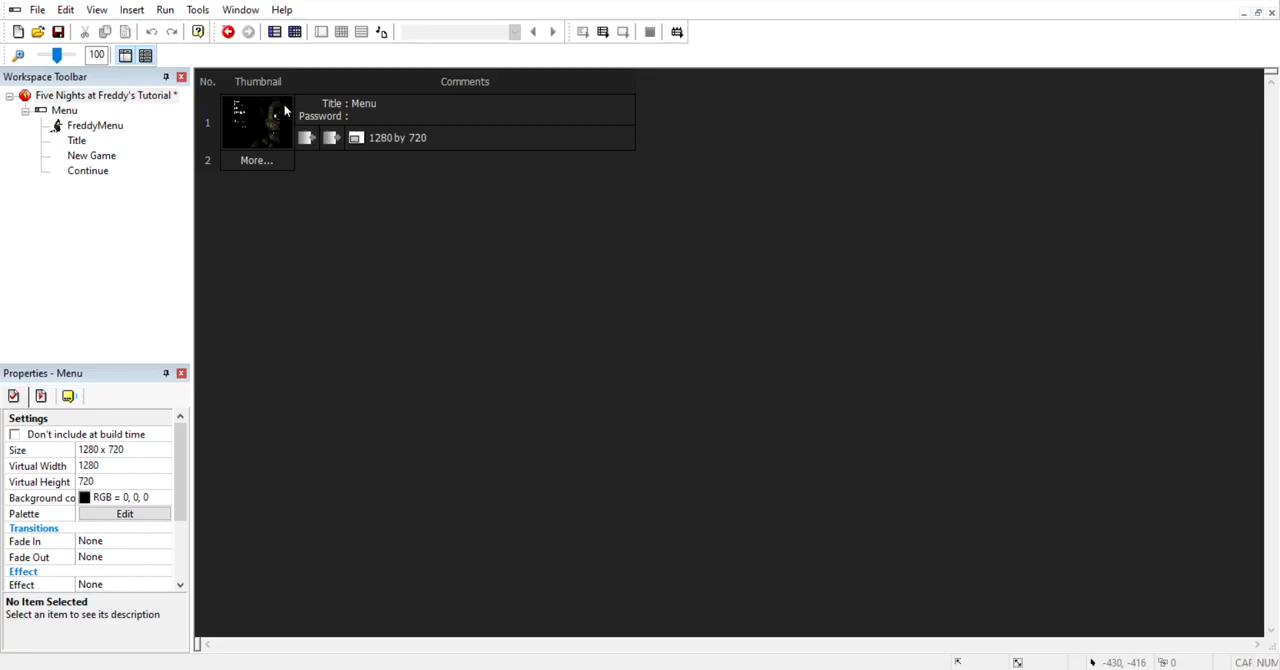 File Edit View Insert Run Tools Window Help
100
Workspace Toolbar
Five Nights at Freddy's Tutorial *
Menu
FreddyMenu
Title
New Game
Continue
No. Thumbnail Comments
1
Title : Menu
Password :
1280 by 720
2 More...
Properties - Menu
Settings
Don't include at build time
Size 1280 x 720
Virtual Width 1280
Virtual Height 720
Background co RGB = 0, 0, 0
Palette Edit
Transitions
Fade In None
Fade Out None
Effect
Effect None
No Item Selected
Select an item to see its description
-430, -416 0 CAF NUM